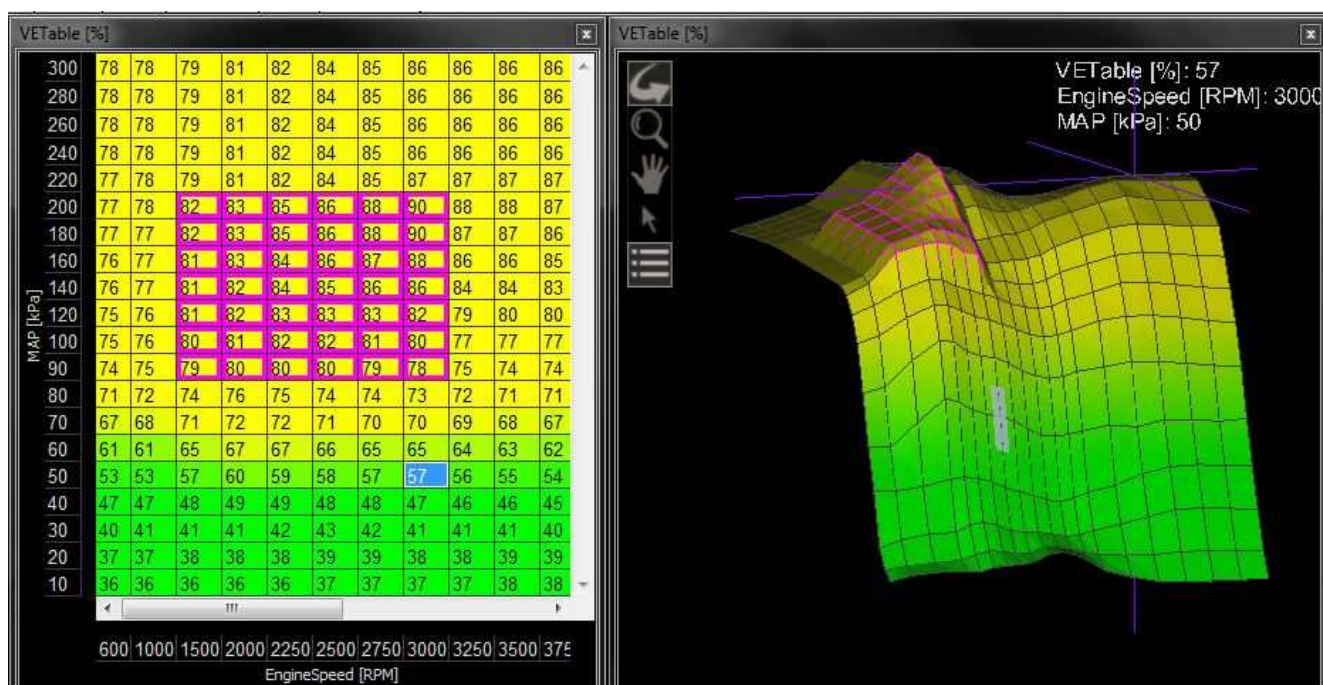 VETable [%]
300 78 78 79 81 82 84 85 86 86 86 86
280 78 78 79 81 82 84 85 86 86 86 86
260 78 78 79 81 82 84 85 86 86 86 86
240 78 78 79 81 82 84 85 86 86 86 86
220 77 78 79 81 82 84 85 87 87 87 87
200 77 78 82 83 85 86 88 90 88 88 87
180 77 77 82 83 85 86 88 90 87 87 86
160 76 77 81 83 84 86 87 88 86 86 85
140 76 77 81 82 84 85 86 86 84 84 83
120 75 76 81 82 83 83 83 82 79 80 80
100 75 76 80 81 82 82 81 80 77 77 77
90 74 75 79 80 80 80 79 78 75 74 74
80 71 72 74 76 75 74 74 73 72 71 71
70 67 68 71 72 72 71 70 70 69 68 67
60 61 61 65 67 67 66 65 65 64 63 62
50 53 53 57 60 59 58 57 57 56 55 54
40 47 47 48 49 49 48 48 47 46 46 45
30 40 41 41 41 42 43 42 41 41 41 40
20 37 37 38 38 38 39 39 38 38 39 39
10 36 36 36 36 36 37 37 37 37 38 38
MAP [kPa]
600 1000 1500 2000 2250 2500 2750 3000 3250 3500
EngineSpeed [RPM]
VETable [%]
VETable [%]: 57
EngineSpeed [RPM]: 3000
MAP [kPa]: 50